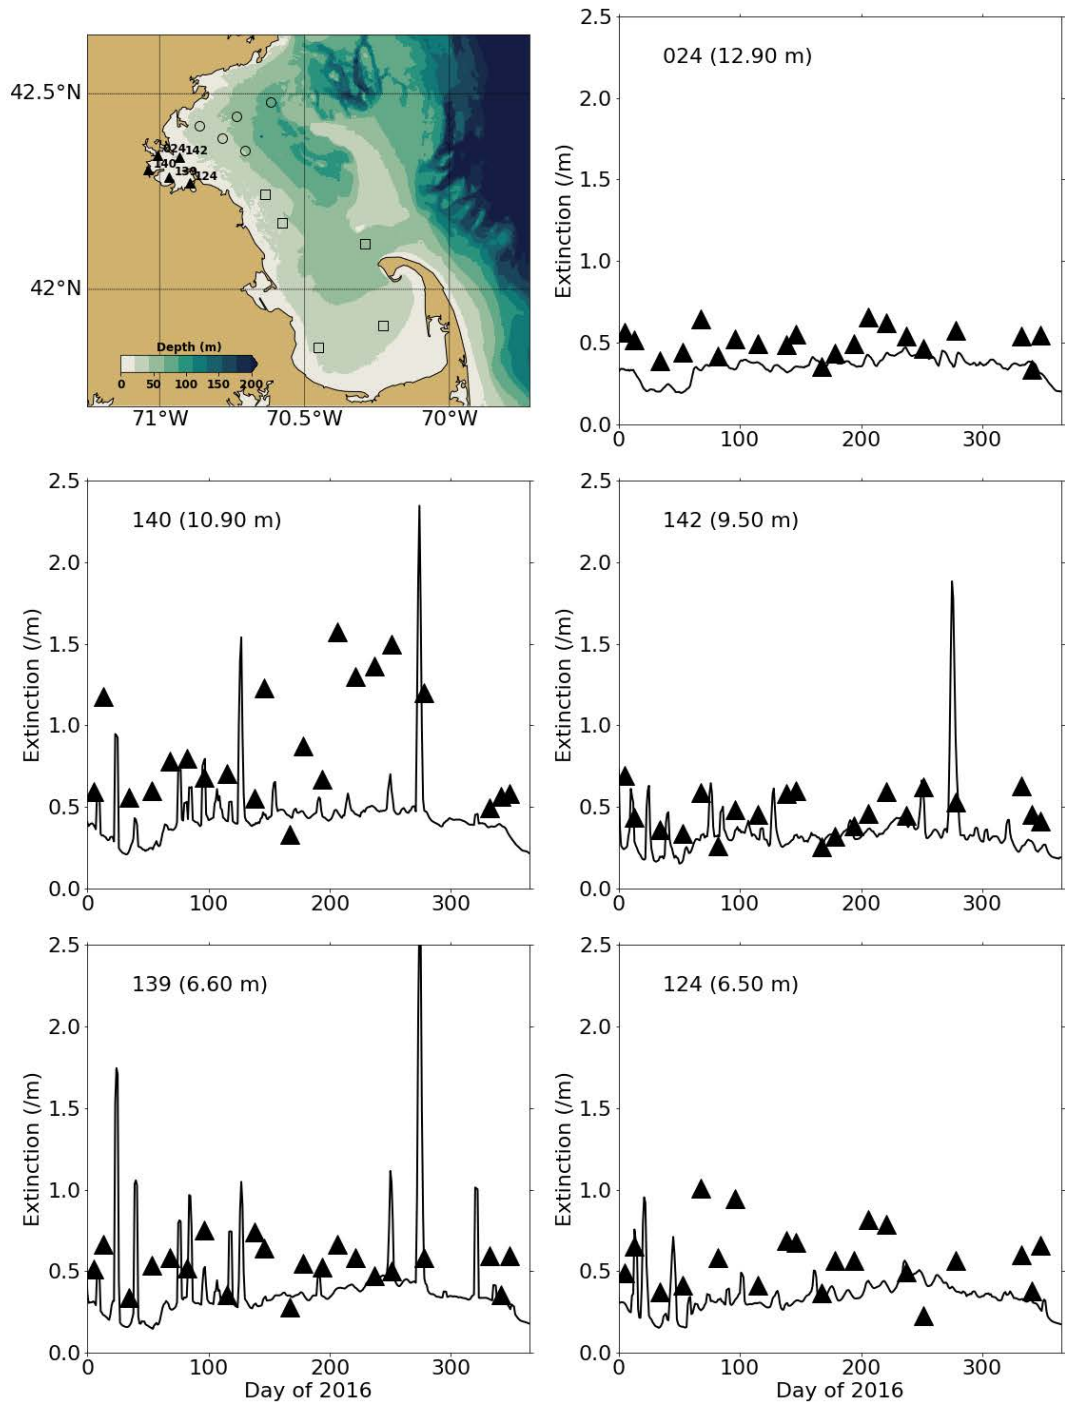 42.5°N
42°N
71°W
70.5°W
70°W
024
142
140
139
124
Depth (m)
0 50 100 150 200
2.5
2.0
1.5
1.0
0.5
0.0
Extinction (/m)
024 (12.90 m)
0 100 200 300
2.5
2.0
1.5
1.0
0.5
0.0
Extinction (/m)
140 (10.90 m)
0 100 200 300
2.5
2.0
1.5
1.0
0.5
0.0
Extinction (/m)
142 (9.50 m)
0 100 200 300
2.5
2.0
1.5
1.0
0.5
0.0
Extinction (/m)
139 (6.60 m)
0 100 200 300
Day of 2016
2.5
2.0
1.5
1.0
0.5
0.0
Extinction (/m)
124 (6.50 m)
0 100 200 300
Day of 2016